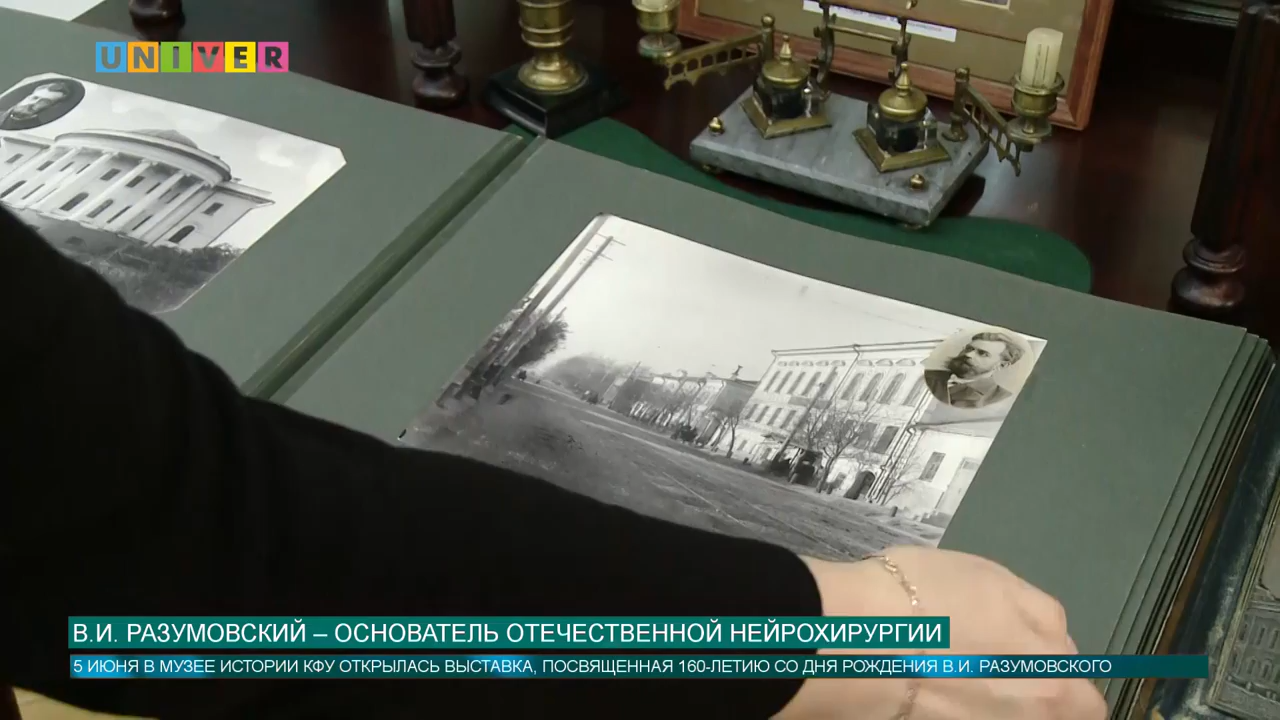 UNIVER
В.И. РАЗУМОВСКИЙ – ОСНОВАТЕЛЬ ОТЕЧЕСТВЕННОЙ НЕЙРОХИРУРГИИ
5 ИЮНЯ В МУЗЕЕ ИСТОРИИ КФУ ОТКРЫЛАСЬ ВЫСТАВКА, ПОСВЯЩЕННАЯ 160-ЛЕТИЮ СО ДНЯ РОЖДЕНИЯ В.И. РАЗУМОВСКОГО